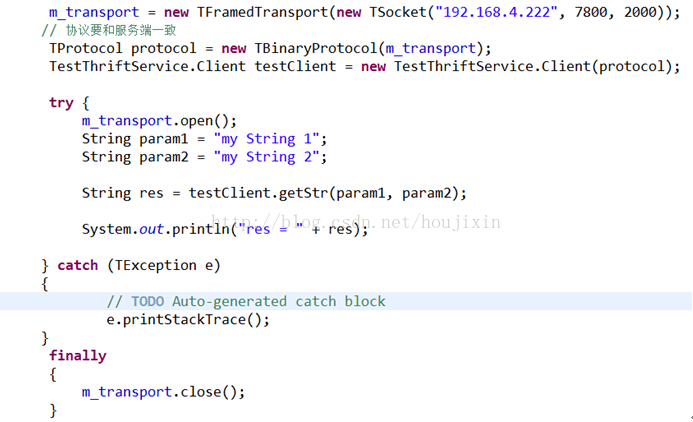 m_transport = new TFramedTransport(new TSocket("192.168.4.222", 7800, 2000));
// 协议要和服务端一致
TProtocol protocol = new TBinaryProtocol(m_transport);
TestThriftService.Client testClient = new TestThriftService.Client(protocol);
try {
m_transport.open();
String param1 = "my String 1";
String param2 = "my String 2";
String res = testClient.getStr(param1, param2);
http://blog.csdn.net/houjixin
System.out.println("res = " + res);
} catch (TException e)
{
// TODO Auto-generated catch block
e.printStackTrace();
}
finally
{
m_transport.close();
}